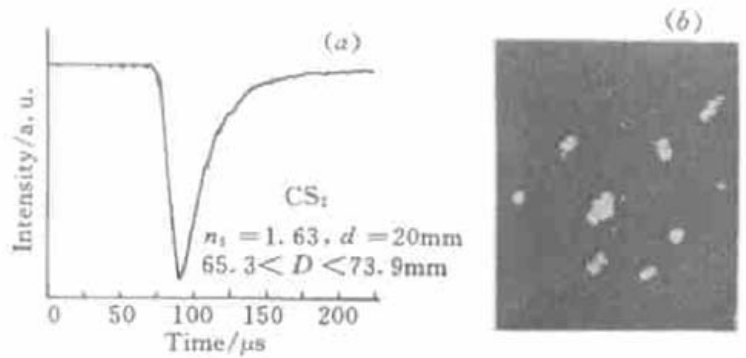 (a)
(b)
Intensity/a. u.
CS₂
n₁ = 1.63, d = 20mm
65.3 < D < 73.9mm
0 50 100 150 200
Time/μs